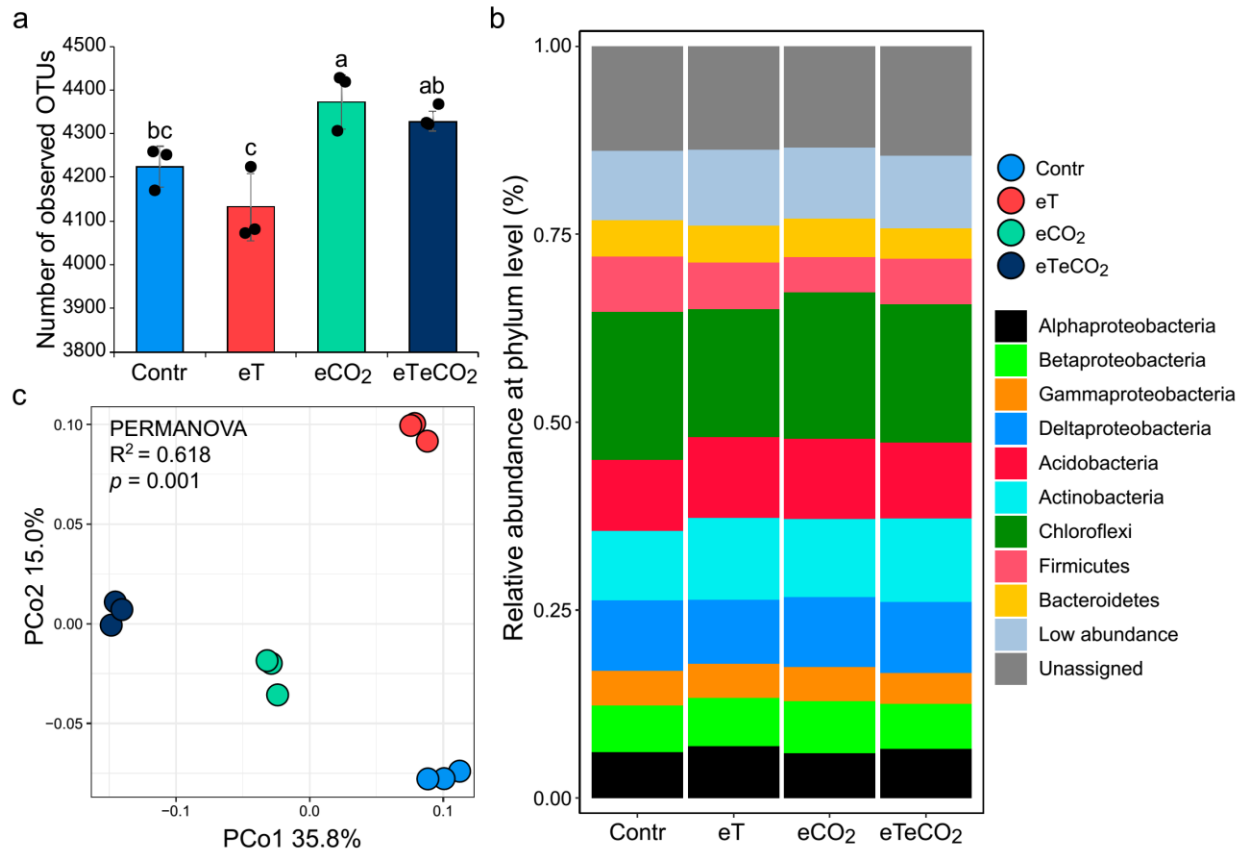 a
Number of observed OTUs
4500
4400
4300
4200
4100
4000
3900
3800
bc
c
a
ab
Contr
eT
eCO₂
eTeCO₂
b
Relative abundance at phylum level (%)
1.00
0.75
0.50
0.25
0.00
Contr
eT
eCO₂
eTeCO₂
Contr
eT
eCO₂
eTeCO₂
Alphaproteobacteria
Betaproteobacteria
Gammaproteobacteria
Deltaproteobacteria
Acidobacteria
Actinobacteria
Chloroflexi
Firmicutes
Bacteroidetes
Low abundance
Unassigned
c
PERMANOVA
R² = 0.618
p = 0.001
PCo2 15.0%
0.10
0.05
0.00
−0.05
−0.1
0.0
0.1
PCo1 35.8%